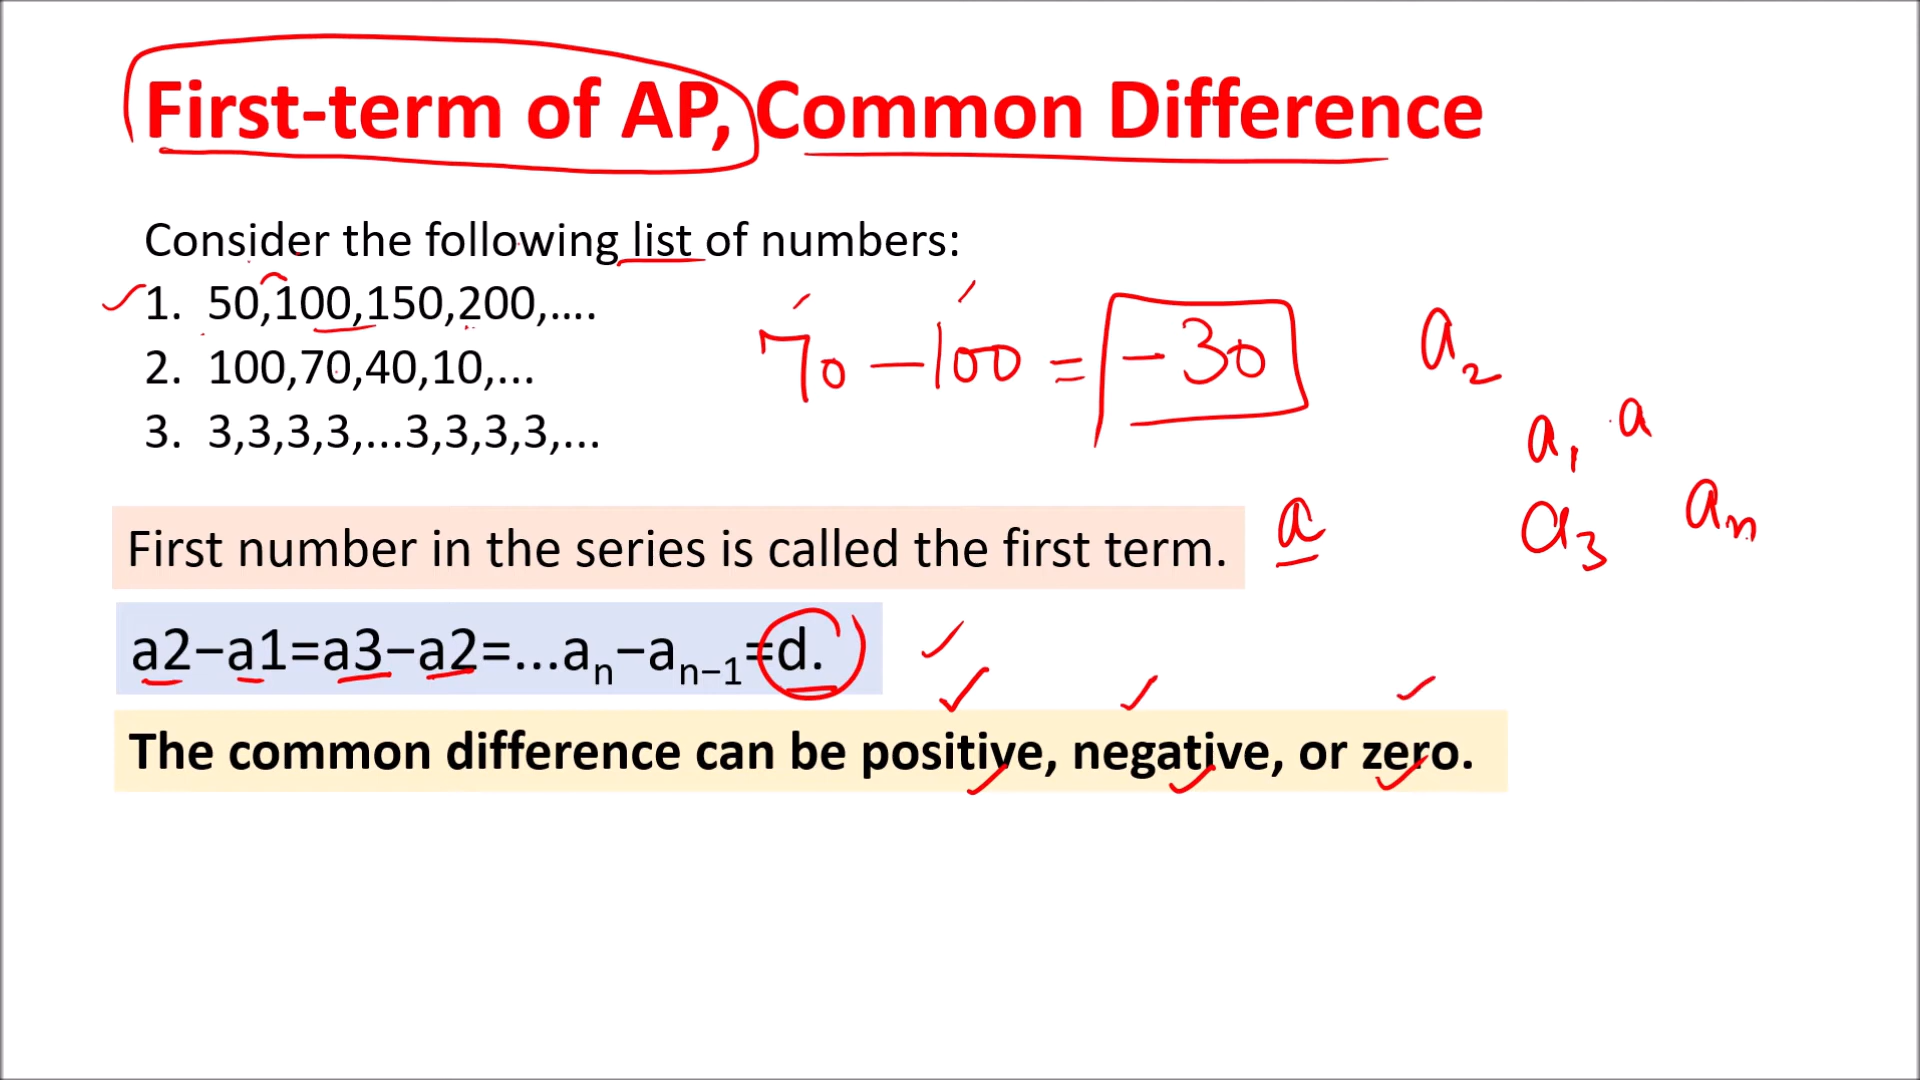 First-term of AP, Common Difference
Consider the following list of numbers:
1. 50,100,150,200,....
2. 100,70,40,10,...
3. 3,3,3,3,...3,3,3,3,...
70 − 100 = −30
a₂
a₁ a
First number in the series is called the first term.
a
a₃
aₙ
a2−a1=a3−a2=...aₙ−aₙ₋₁=d.
The common difference can be positive, negative, or zero.